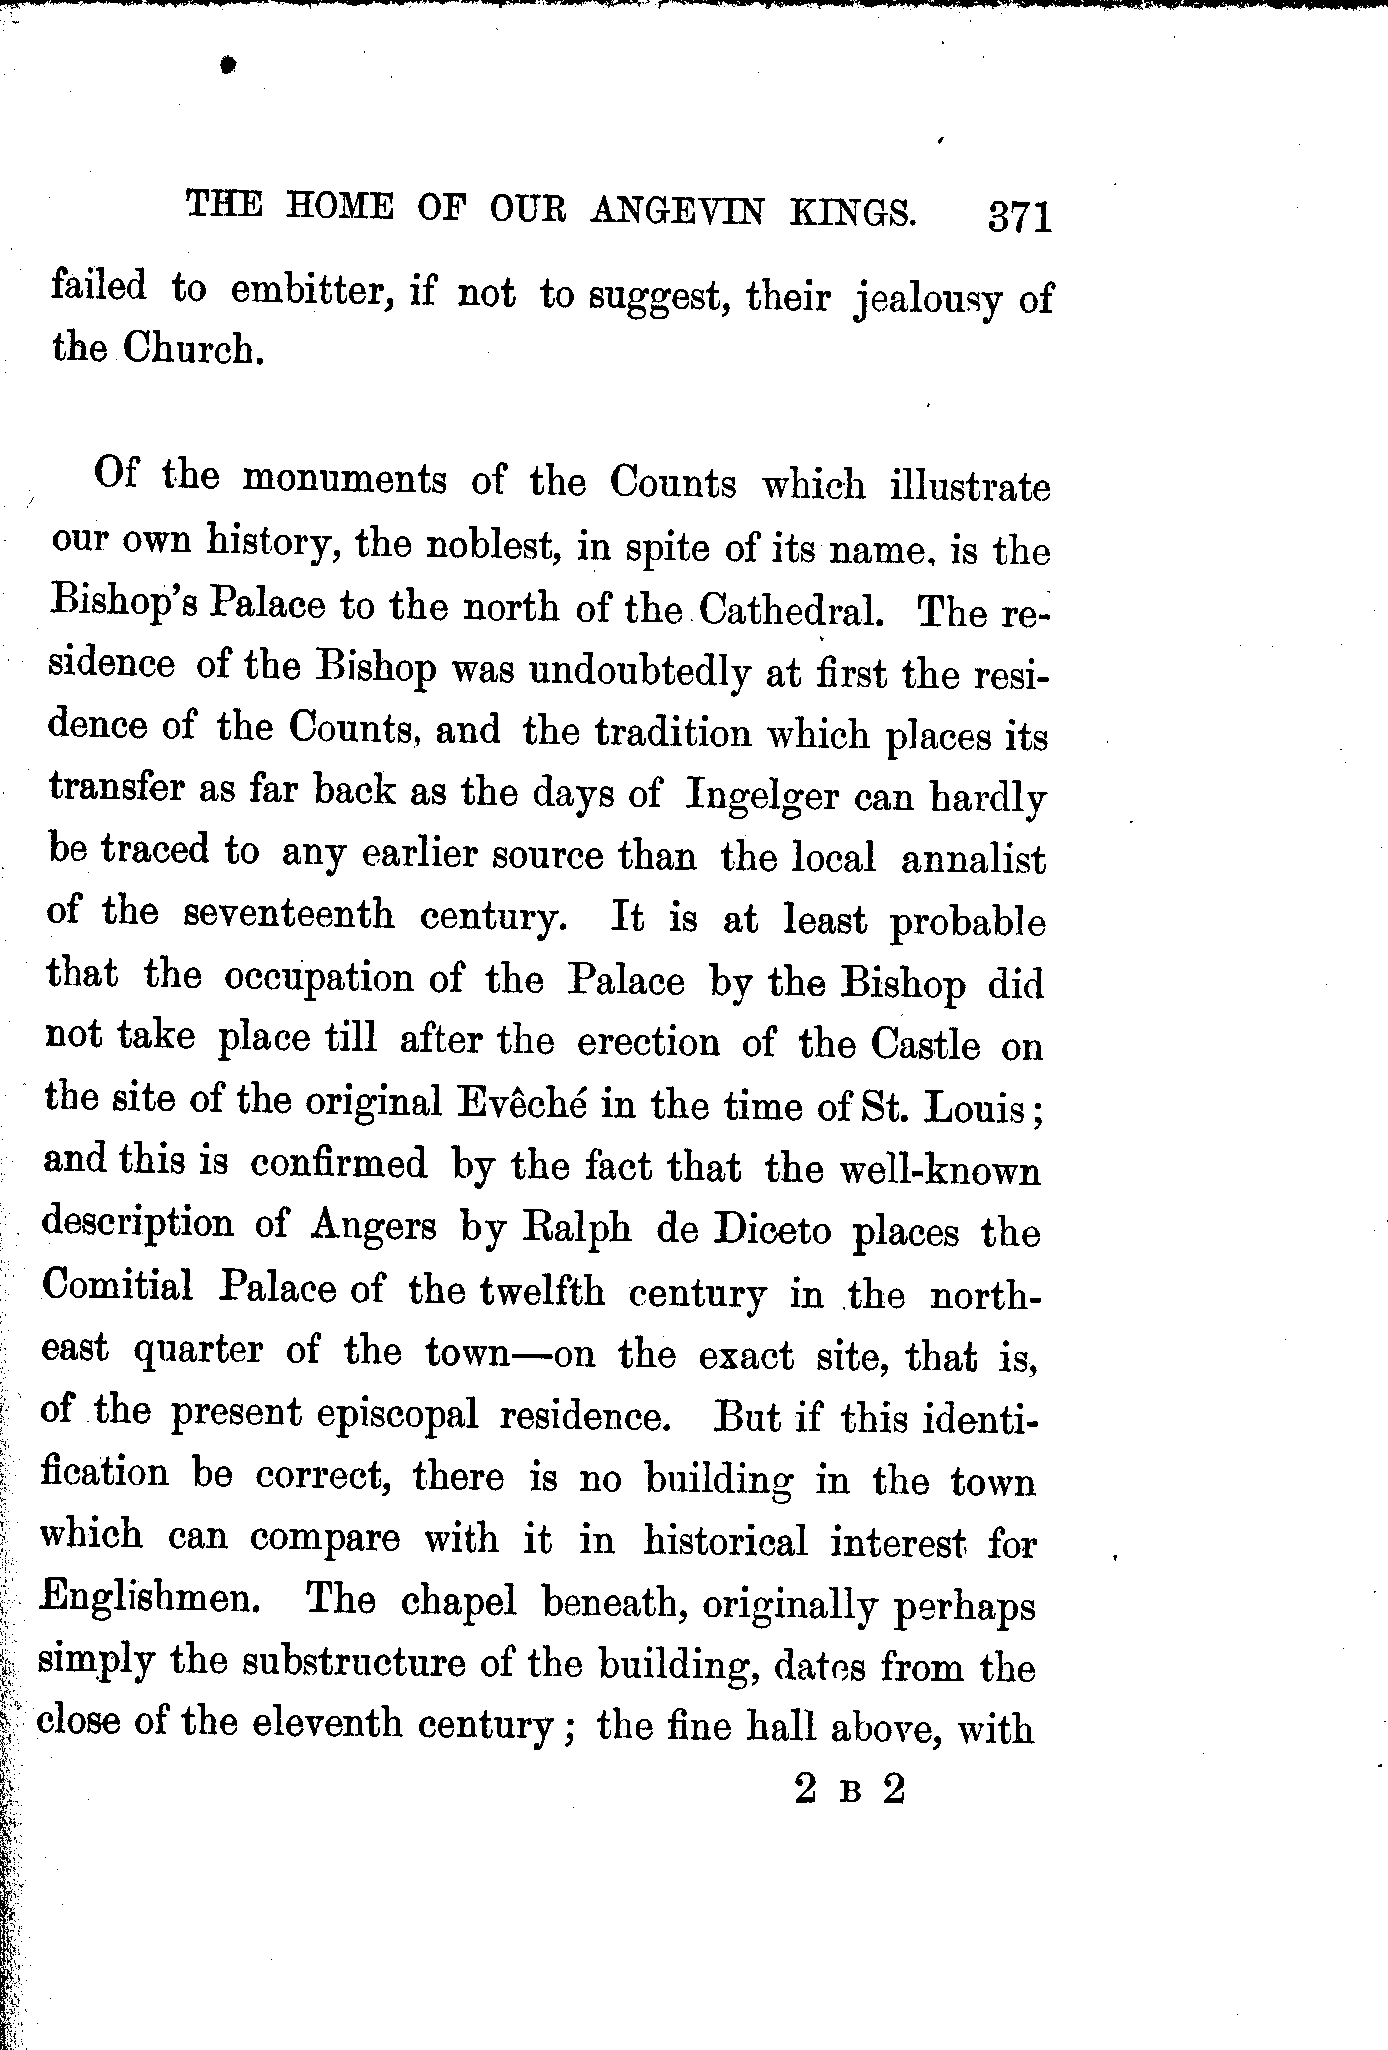 THE HOME OF OUR ANGEVIN KINGS. 371
failed to embitter, if not to suggest, their jealousy of
the Church.
Of the monuments of the Counts which illustrate
our own history, the noblest, in spite of its name, is the
Bishop's Palace to the north of the Cathedral. The re-
sidence of the Bishop was undoubtedly at first the resi-
dence of the Counts, and the tradition which places its
transfer as far back as the days of Ingelger can hardly
be traced to any earlier source than the local annalist
of the seventeenth century. It is at least probable
that the occupation of the Palace by the Bishop did
not take place till after the erection of the Castle on
the site of the original Evêché in the time of St. Louis;
and this is confirmed by the fact that the well-known
description of Angers by Ralph de Diceto places the
Comitial Palace of the twelfth century in the north-
east quarter of the town—on the exact site, that is,
of the present episcopal residence. But if this identi-
fication be correct, there is no building in the town
which can compare with it in historical interest for
Englishmen. The chapel beneath, originally perhaps
simply the substructure of the building, dates from the
close of the eleventh century; the fine hall above, with
2 B 2